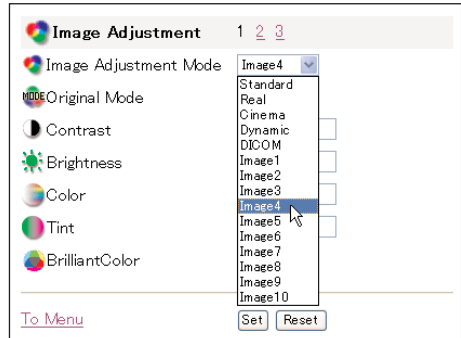 Image Adjustment 1 2 3
Image Adjustment Mode Image4
MODE Original Mode
Standard
Real
Cinema
Dynamic
DICOM
Contrast
Image1
Image2
Brightness
Image3
Color
Image4
Image5
Tint
Image6
Image7
BrilliantColor
Image8
Image9
Image10
To Menu Set Reset